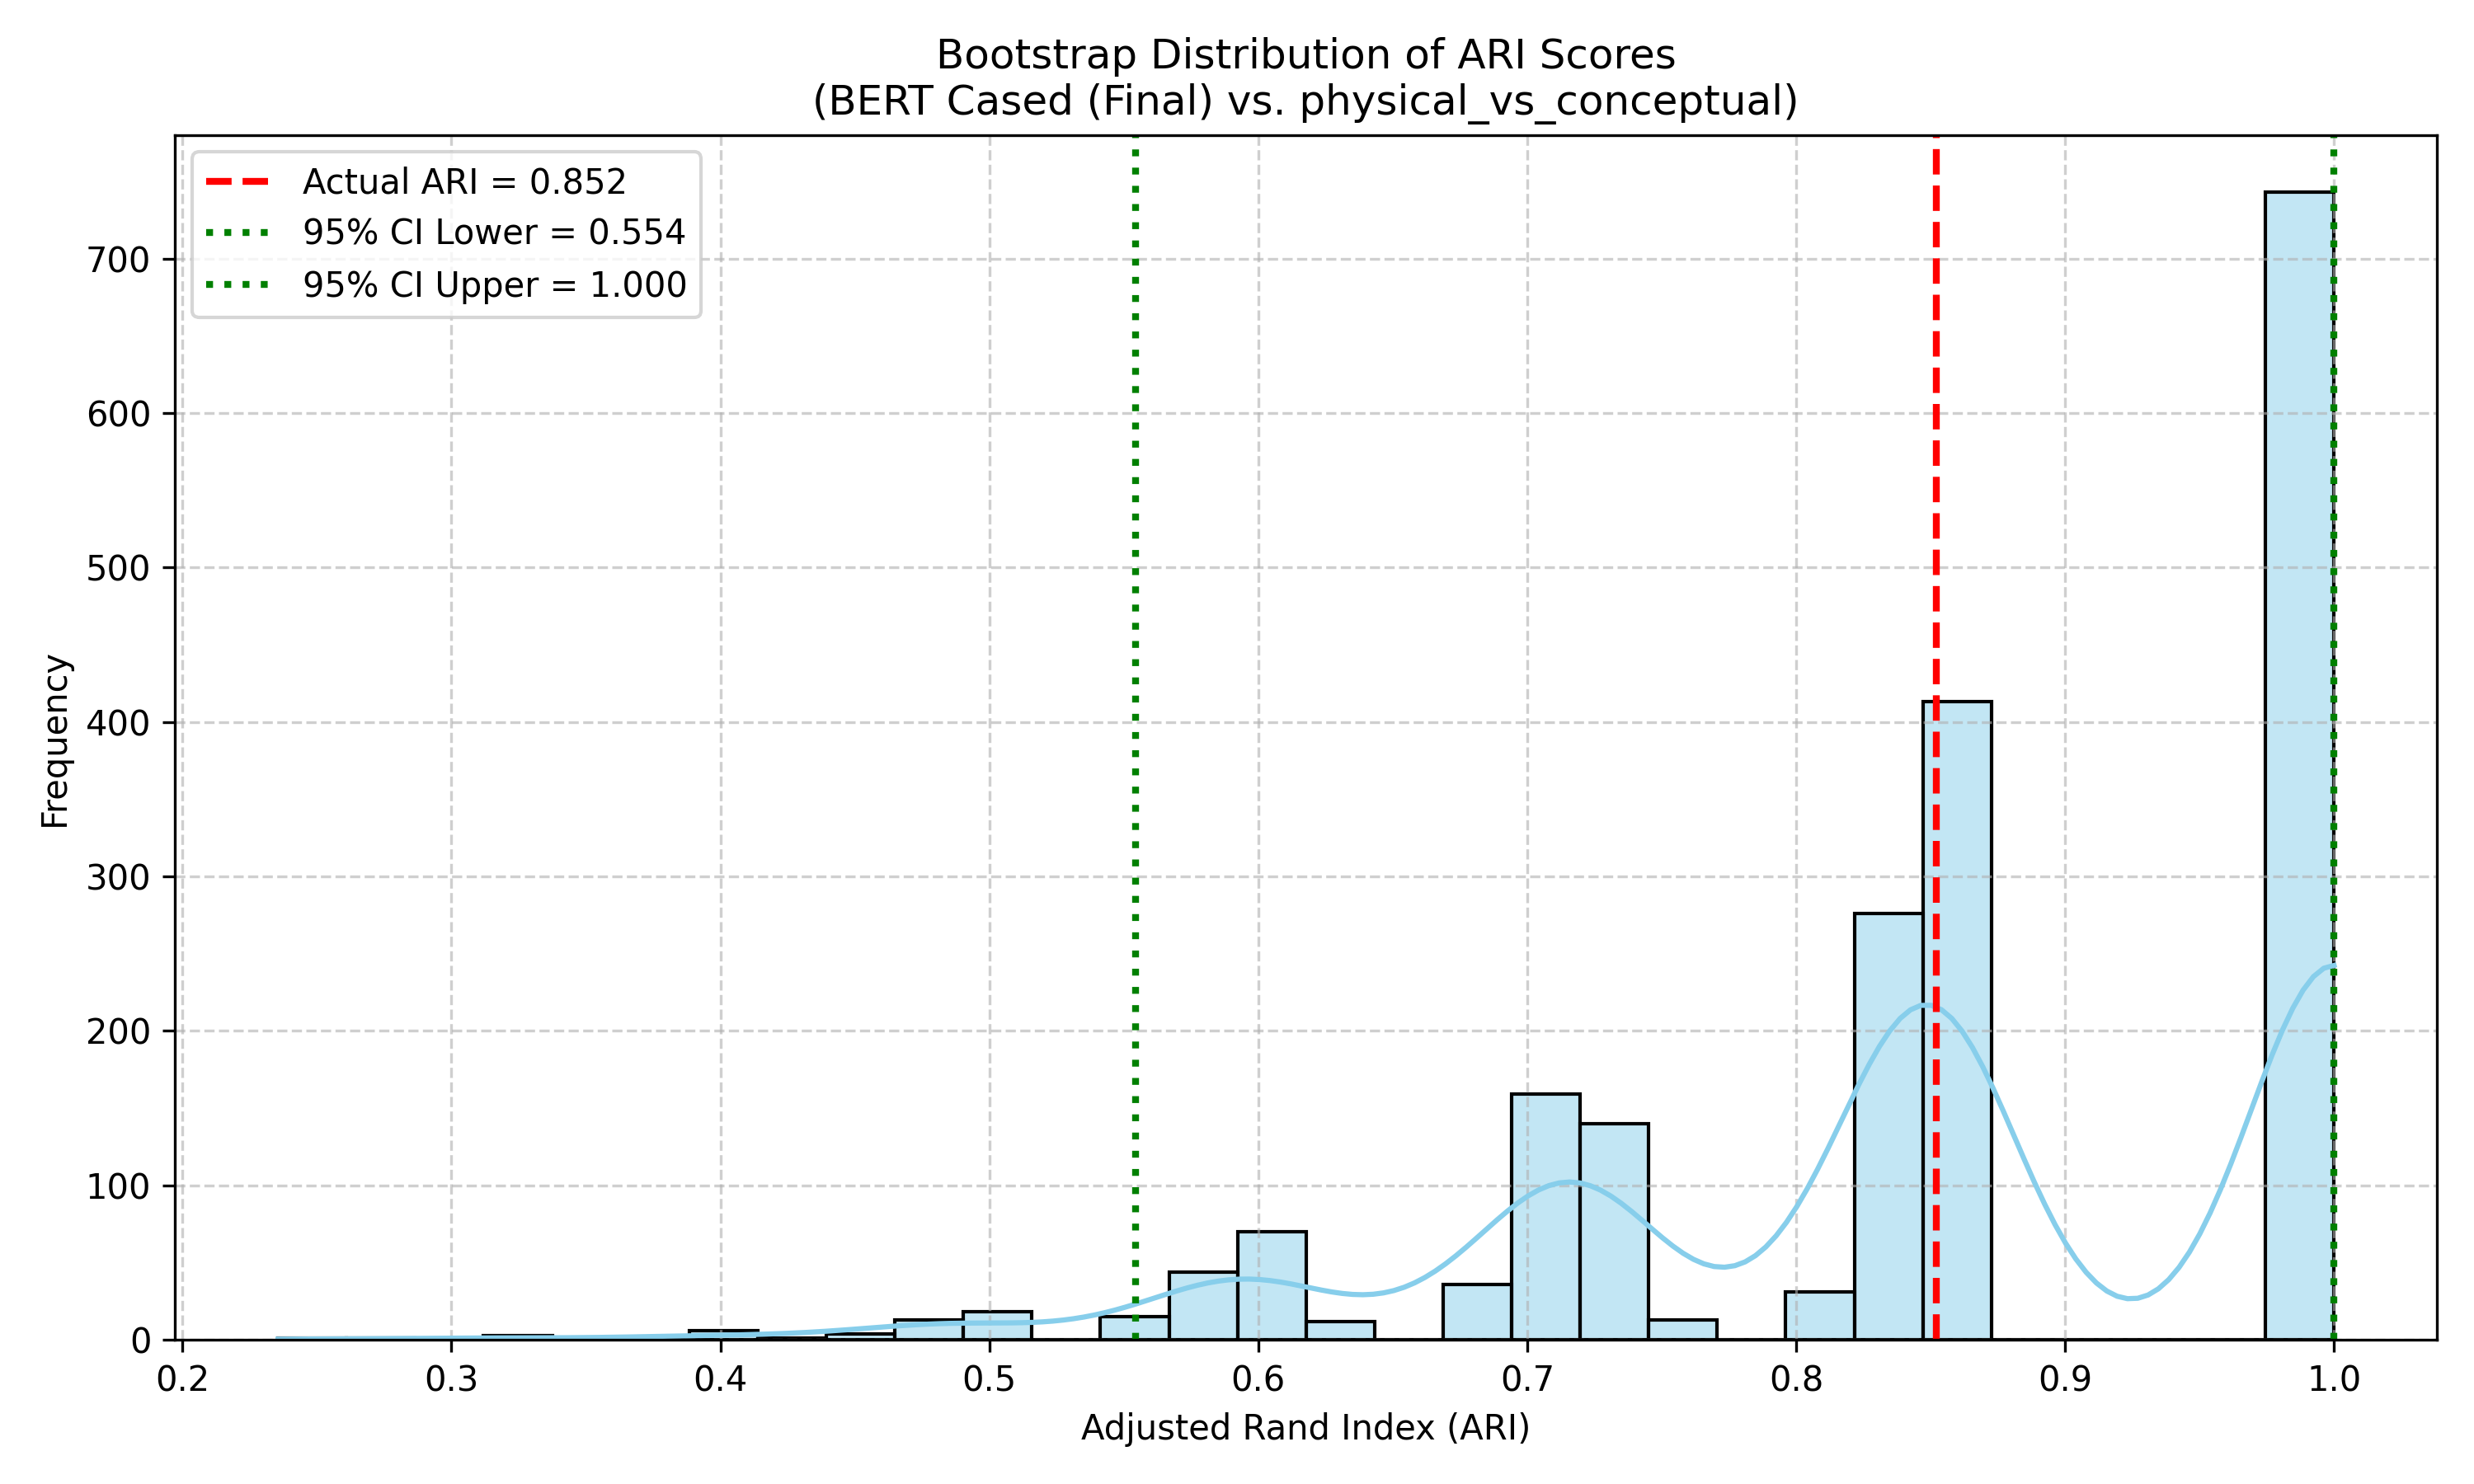 Bootstrap Distribution of ARI Scores
(BERT Cased (Final) vs. physical_vs_conceptual)
Actual ARI = 0.852
95% CI Lower = 0.554
95% CI Upper = 1.000
Frequency
700
600
500
400
300
200
100
0
0.2 0.3 0.4 0.5 0.6 0.7 0.8 0.9 1.0
Adjusted Rand Index (ARI)